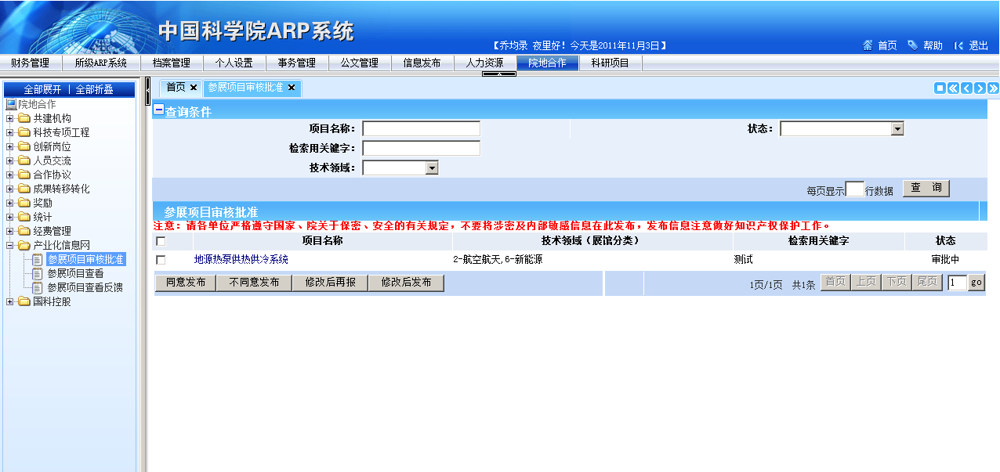 中国科学院ARP系统
【乔均录 夜里好! 今天是2011年11月3日】
首页 帮助 退出
财务管理 所级ARP系统 档案管理 个人设置 事务管理 公文管理 信息发布 人力资源 院地合作 科研项目
全部展开 | 全部折叠
院地合作
共建机构
科技专项工程
创新岗位
人员交流
合作协议
成果转移转化
奖励
统计
经费管理
产业化信息网
参展项目审核批准
参展项目查看
参展项目查看反馈
国科控股
首页 × 参展项目审核批准 ×
查询条件
项目名称: 状态:
检索用关键字:
技术领域:
每页显示 行数据 查 询
参展项目审核批准
注意:请各单位严格遵守国家、院关于保密、安全的有关规定,不要将涉密及内部敏感信息在此发布,发布信息注意做好知识产权保护工作。
项目名称 技术领域(展馆分类) 检索用关键字 状态
地源热泵供热供冷系统 2-航空航天,6-新能源 测试 审批中
同意发布 不同意发布 修改后再报 修改后发布 1页/1页 共1条 首页 上页 下页 尾页 1 go